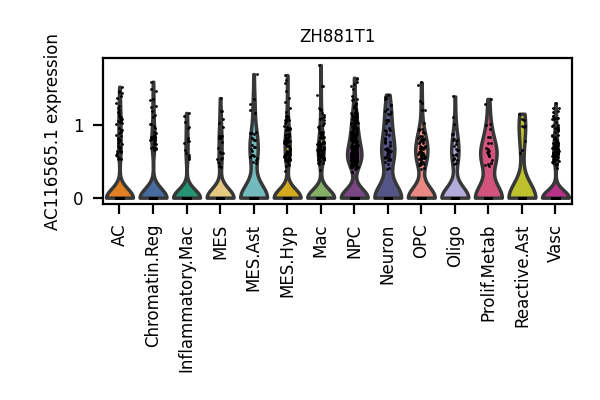 ZH881T1
AC116565.1 expression
1
0
AC
Chromatin.Reg
Inflammatory.Mac
MES
MES.Ast
MES.Hyp
Mac
NPC
Neuron
OPC
Oligo
Prolif.Metab
Reactive.Ast
Vasc